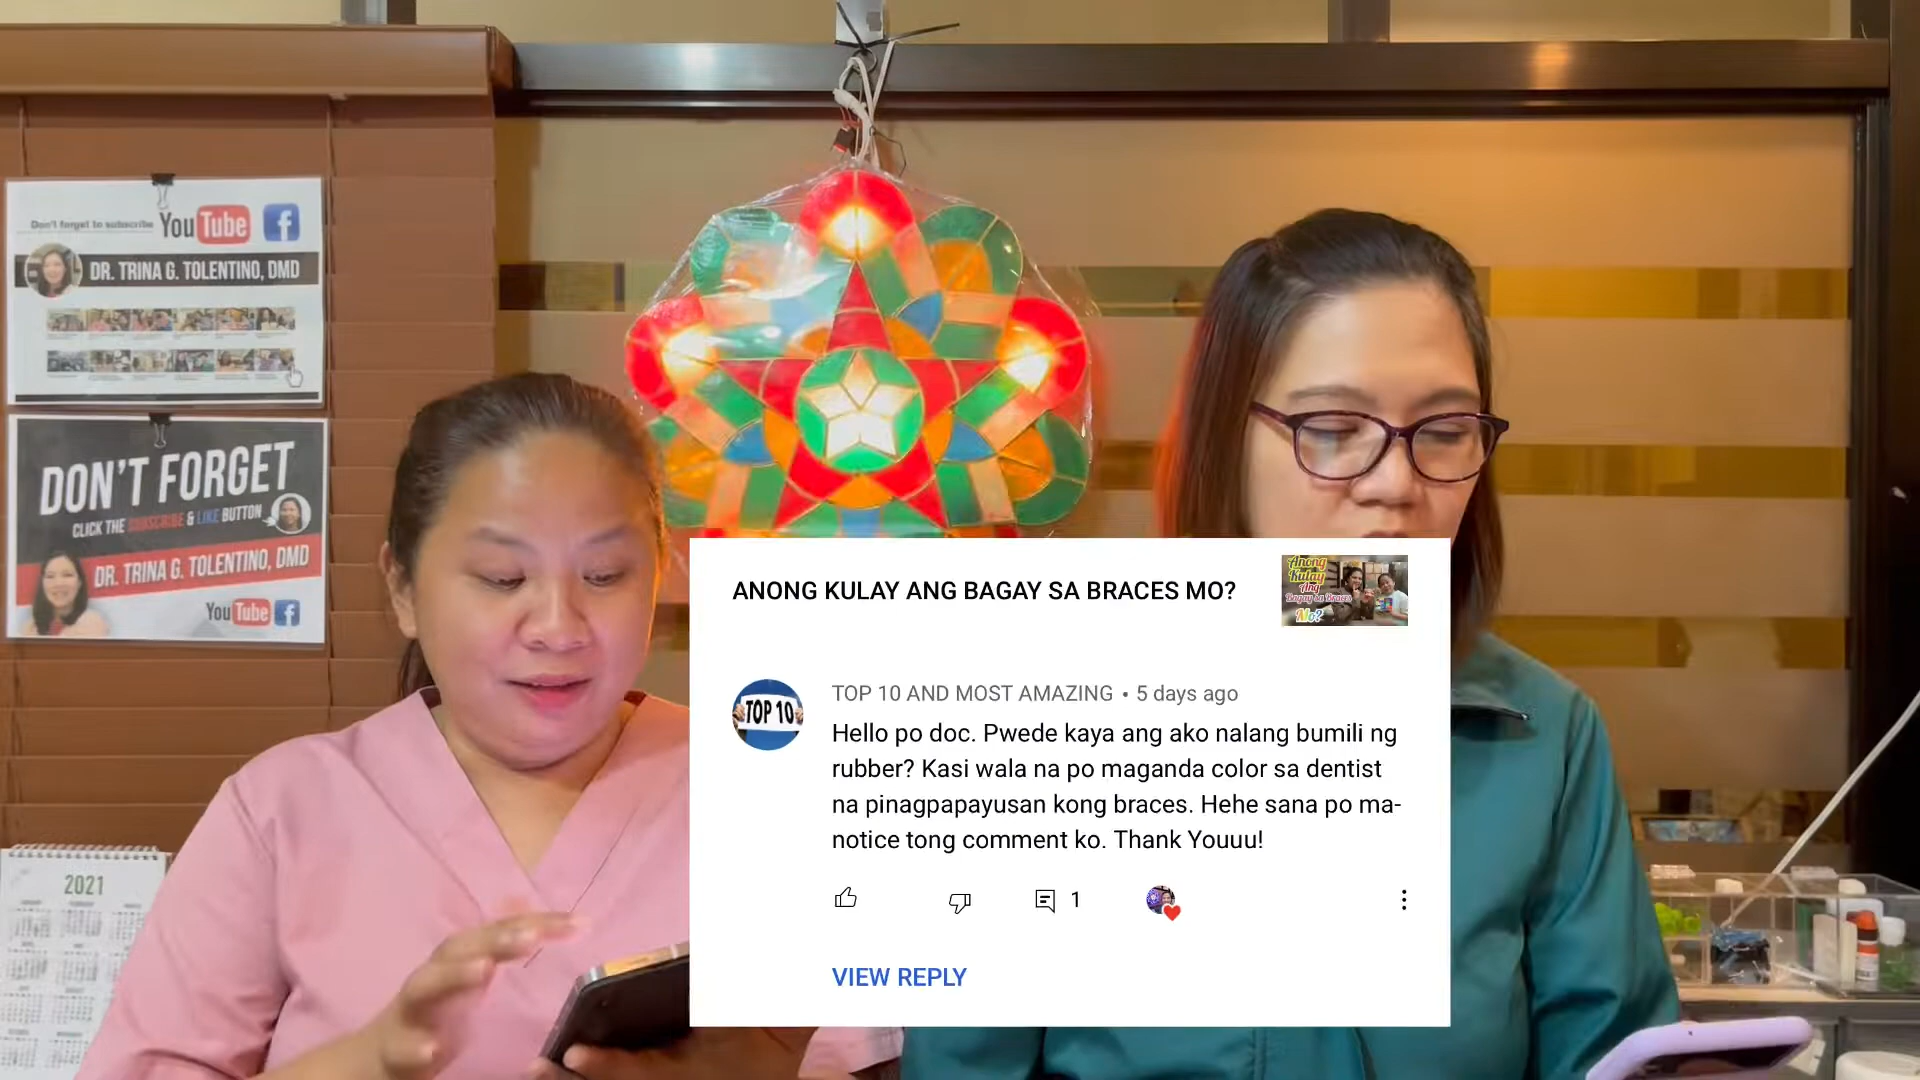 Don't forget to subscribe YouTube f
DR. TRINA G. TOLENTINO, DMD
DON'T FORGET
CLICK THE SUBSCRIBE & LIKE BUTTON
DR. TRINA G. TOLENTINO, DMD
YouTube f
2021
ANONG KULAY ANG BAGAY SA BRACES MO?
Anong
Kulay
Ang
Bagay sa Braces
Mo?
TOP 10
TOP 10 AND MOST AMAZING • 5 days ago
Hello po doc. Pwede kaya ang ako nalang bumili ng
rubber? Kasi wala na po maganda color sa dentist
na pinagpapayusan kong braces. Hehe sana po ma-
notice tong comment ko. Thank Youuu!
1
VIEW REPLY